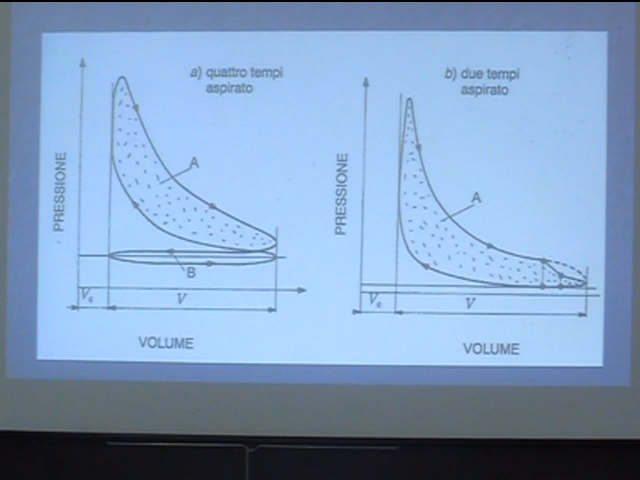 a) quattro tempi
aspirato
PRESSIONE
A
B
Vc
V
VOLUME
b) due tempi
aspirato
PRESSIONE
A
Vc
V
VOLUME